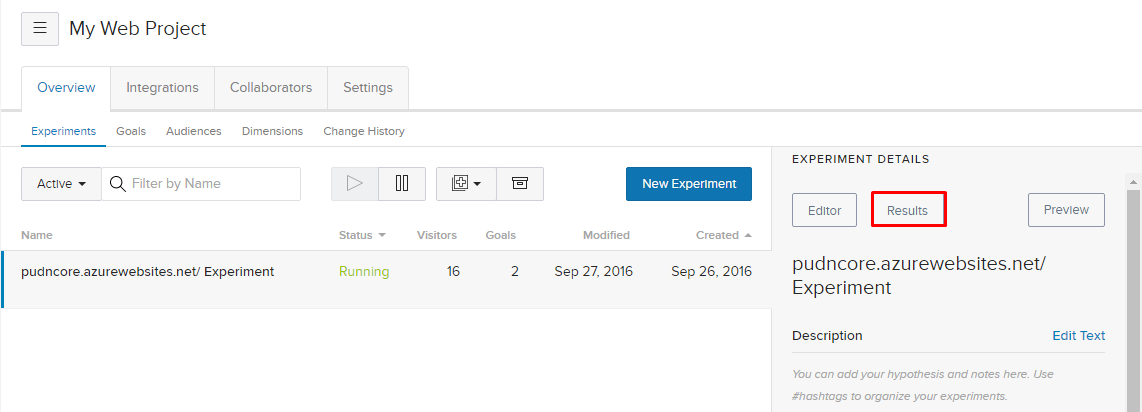 My Web Project
Overview Integrations Collaborators Settings
Experiments Goals Audiences Dimensions Change History
Active Filter by Name New Experiment
Name Status Visitors Goals Modified Created
pudncore.azurewebsites.net/ Experiment Running 16 2 Sep 27, 2016 Sep 26, 2016
EXPERIMENT DETAILS
Editor Results Preview
pudncore.azurewebsites.net/
Experiment
Description Edit Text
You can add your hypothesis and notes here. Use
#hashtags to organize your experiments.